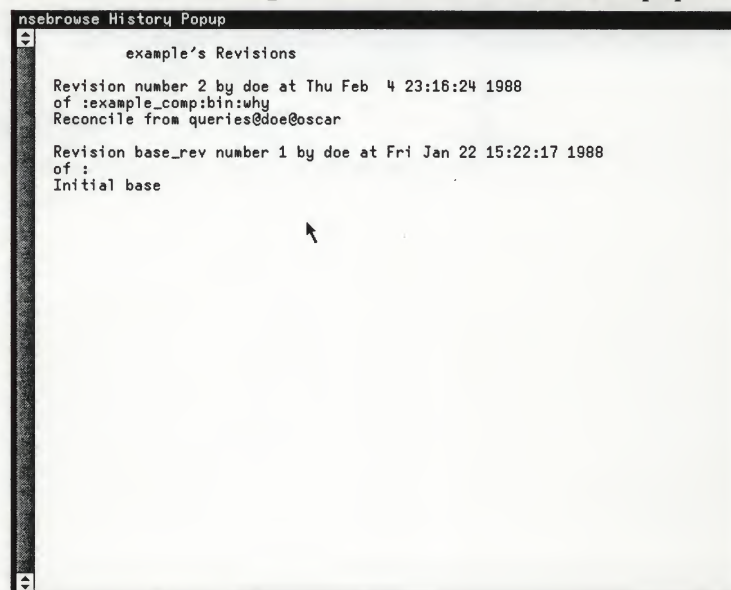 nsebrowse History Popup
example's Revisions
Revision number 2 by doe at Thu Feb  4 23:16:24 1988
of :example_comp:bin:why
Reconcile from queries@doe@oscar
Revision base_rev number 1 by doe at Fri Jan 22 15:22:17 1988
of :
Initial base